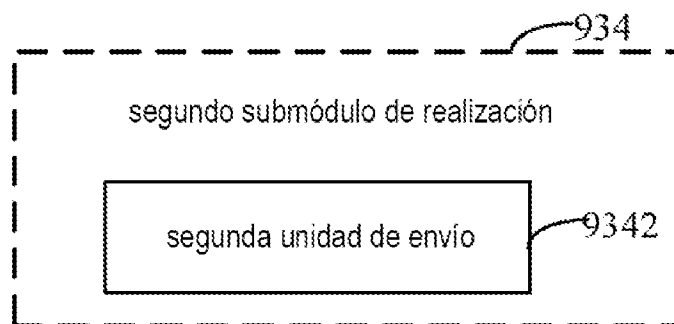 934
segundo submódulo de realización
segunda unidad de envío
9342